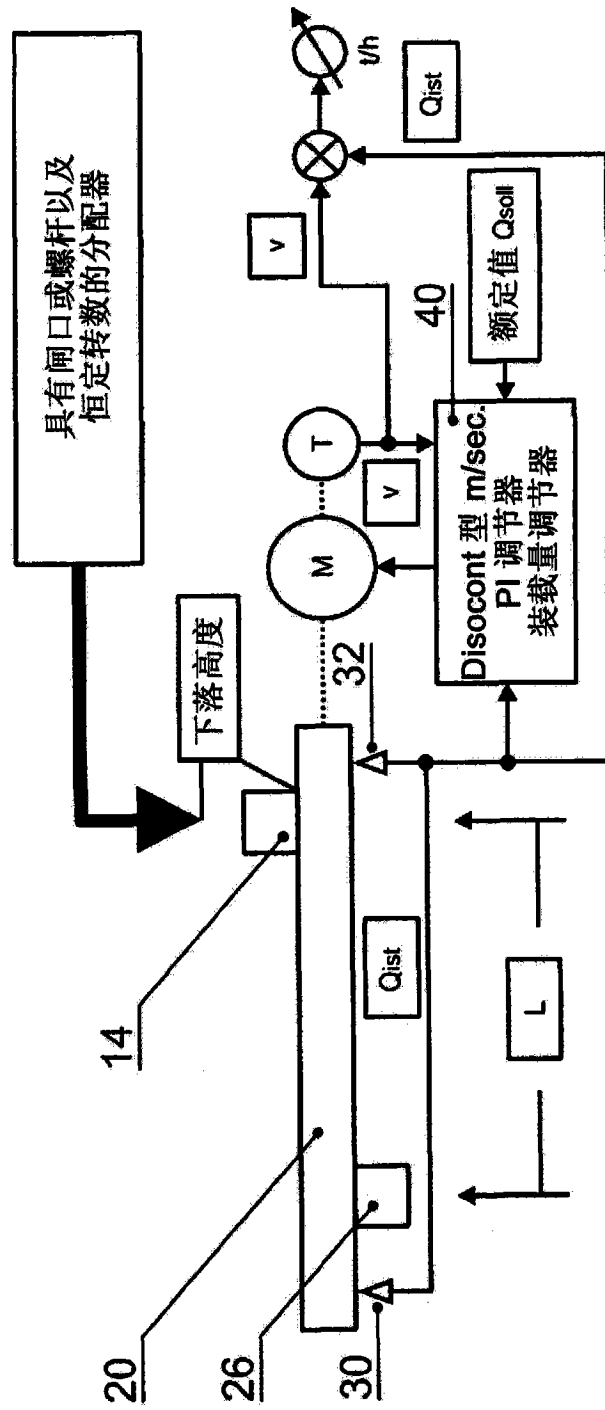 具有闸口或螺杆以及
恒定转数的分配器
下落高度
14
20
26
30
32
40
M
T
v
v
t/h
Qist
Qist
额定值 Qsoll
Disocont 型 m/sec.
PI 调节器
装载量调节器
L